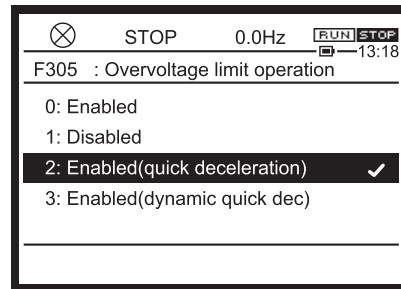 STOP 0.0Hz RUN STOP
13:18
F305 : Overvoltage limit operation
0: Enabled
1: Disabled
2: Enabled(quick deceleration)
3: Enabled(dynamic quick dec)